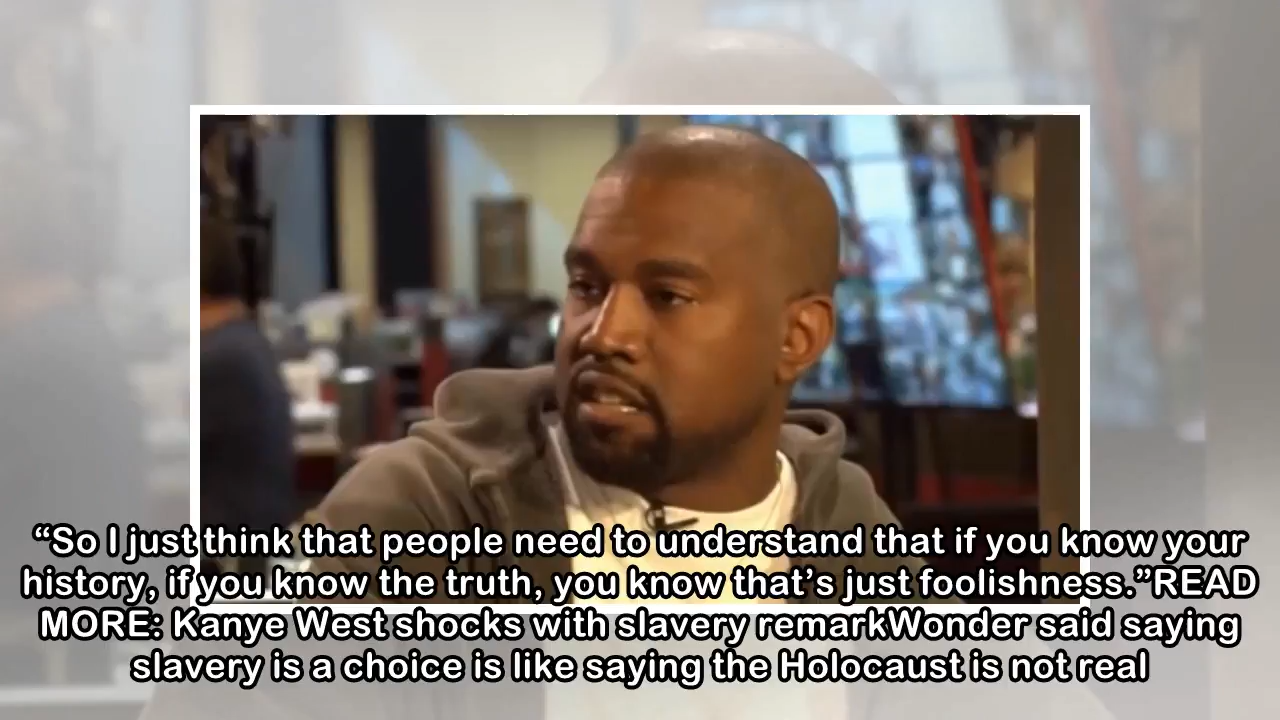 “So I just think that people need to understand that if you know your
history, if you know the truth, you know that’s just foolishness.”READ
MORE: Kanye West shocks with slavery remarkWonder said saying
slavery is a choice is like saying the Holocaust is not real